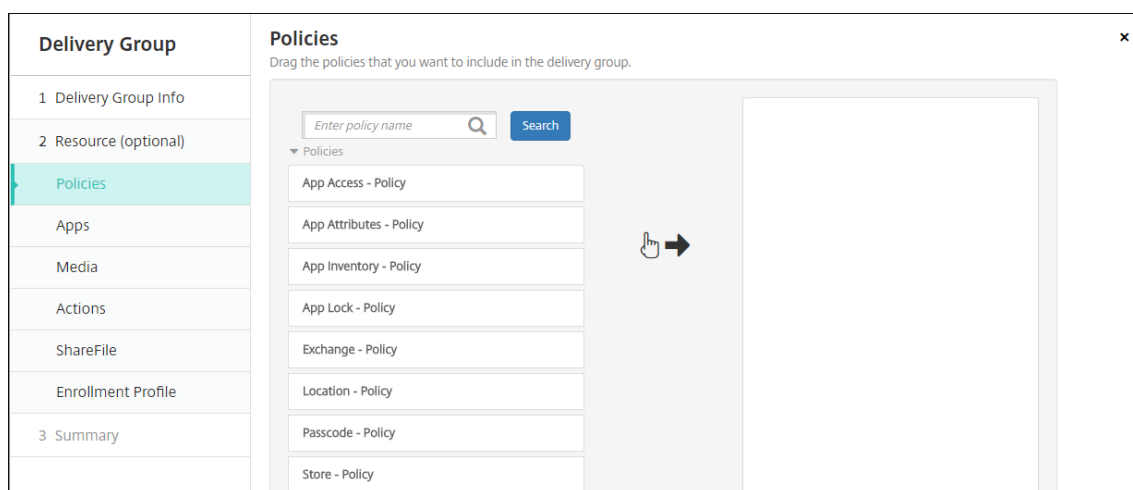 Delivery Group
1 Delivery Group Info
2 Resource (optional)
Policies
Apps
Media
Actions
ShareFile
Enrollment Profile
3 Summary
Policies
Drag the policies that you want to include in the delivery group.
Enter policy name
Search
Policies
App Access - Policy
App Attributes - Policy
App Inventory - Policy
App Lock - Policy
Exchange - Policy
Location - Policy
Passcode - Policy
Store - Policy